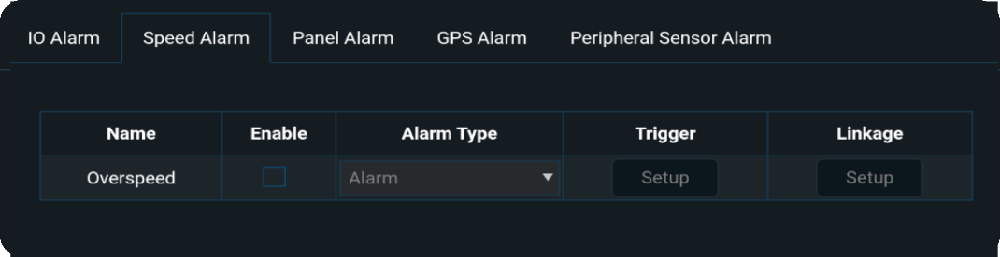 IO Alarm Speed Alarm Panel Alarm GPS Alarm Peripheral Sensor Alarm
Name Enable Alarm Type Trigger Linkage
Overspeed Alarm Setup Setup